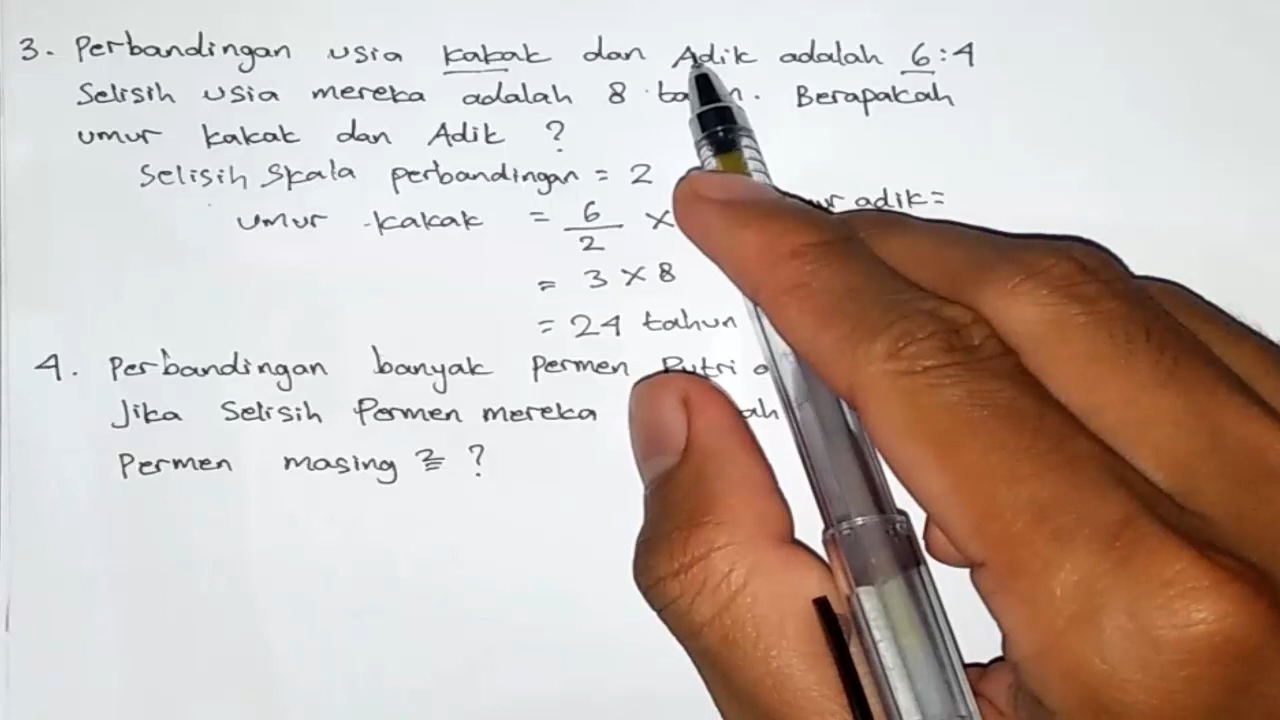 3. Perbandingan usia kakak dan Adik adalah 6:4
Selisih usia mereka adalah 8 . Berapakah
umur kakak dan Adik ?
Selisih Skala perbandingan = 2
umur kakak = 6/2 ×
adik =
= 3 × 8
= 24 tahun
4. Perbandingan banyak permen Putri
Jika Selisih Permen mereka
Permen masing 2 ?